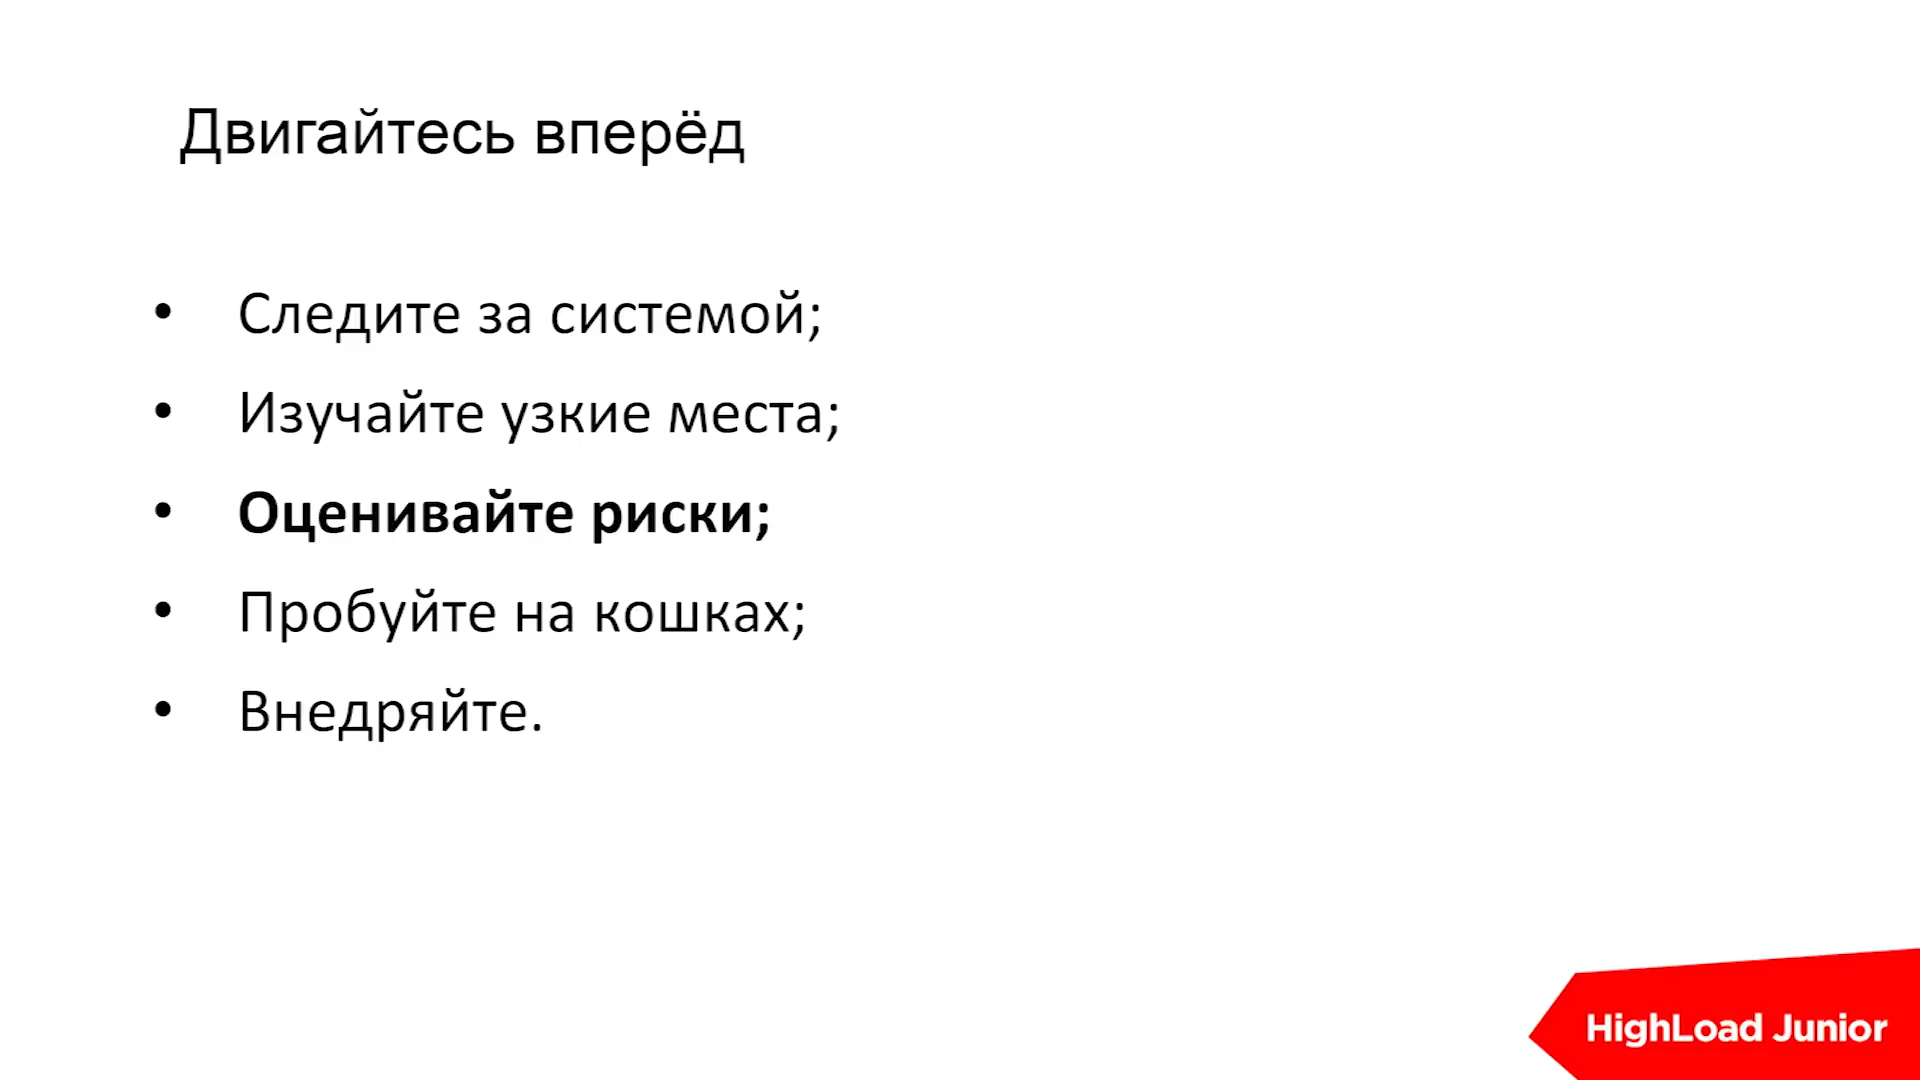 Двигайтесь вперёд
• Следите за системой;
• Изучайте узкие места;
• Оценивайте риски;
• Пробуйте на кошках;
• Внедряйте.
HighLoad Junior